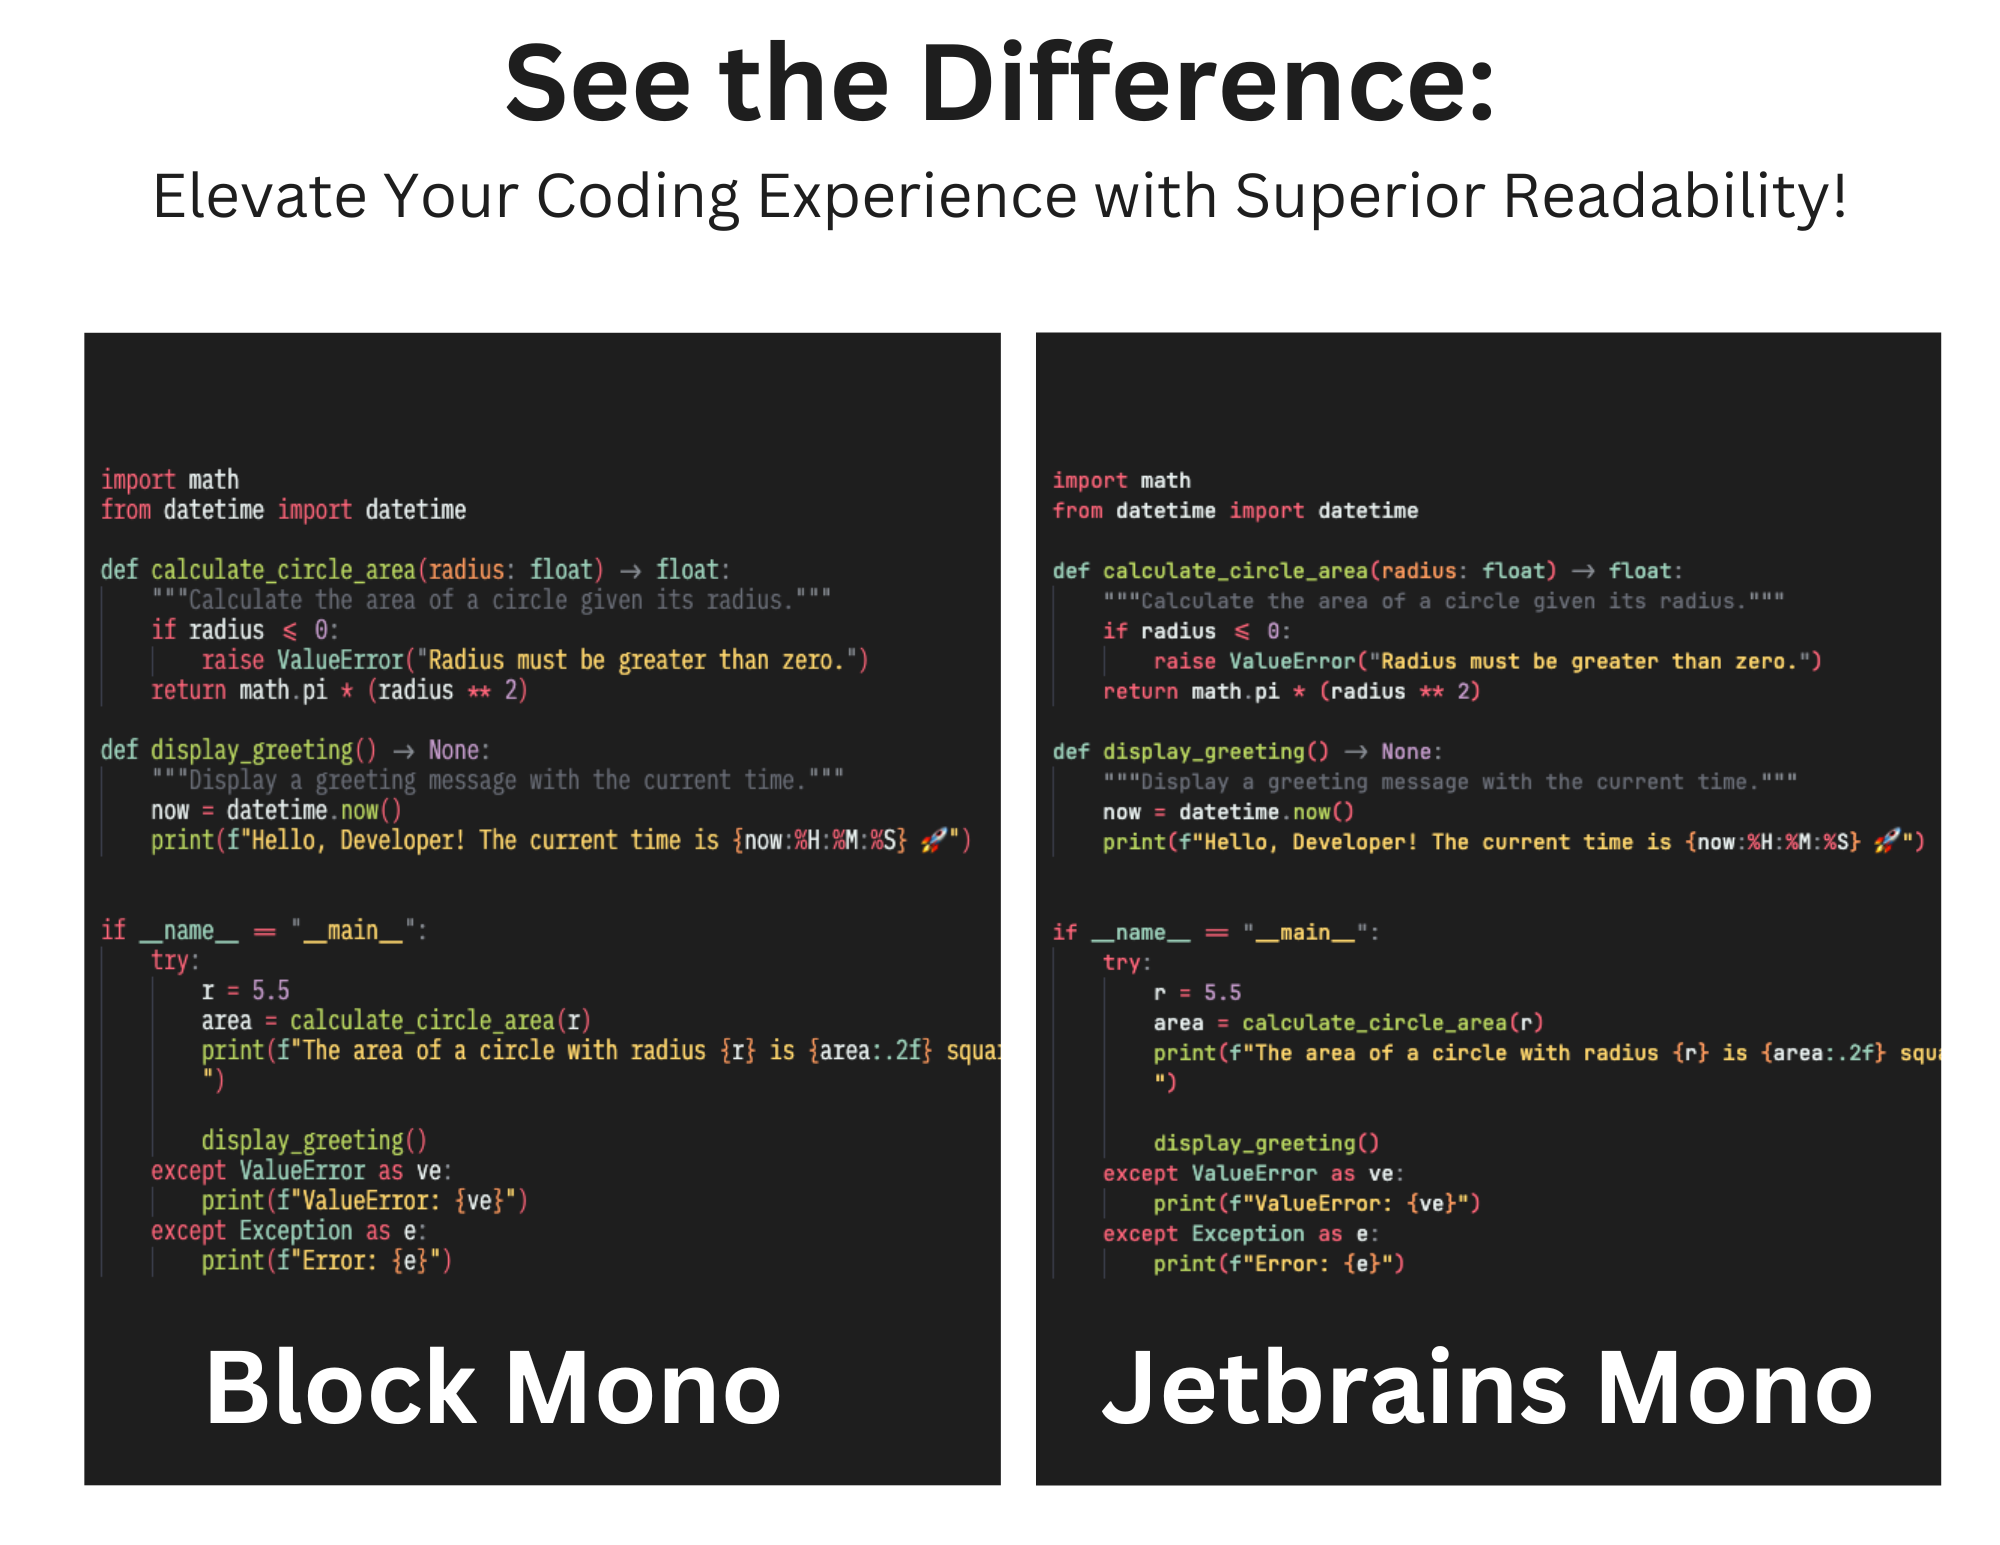 See the Difference:
Elevate Your Coding Experience with Superior Readability!
import math
from datetime import datetime
def calculate_circle_area(radius: float) → float:
"""Calculate the area of a circle given its radius."""
if radius ⩽ 0:
raise ValueError("Radius must be greater than zero.")
return math.pi * (radius ** 2)
def display_greeting() → None:
"""Display a greeting message with the current time."""
now = datetime.now()
print(f"Hello, Developer! The current time is {now:%H:%M:%S} 🚀")
if __name__ == "__main__":
try:
r = 5.5
area = calculate_circle_area(r)
print(f"The area of a circle with radius {r} is {area:.2f} squa
")
display_greeting()
except ValueError as ve:
print(f"ValueError: {ve}")
except Exception as e:
print(f"Error: {e}")
Block Mono
import math
from datetime import datetime
def calculate_circle_area(radius: float) → float:
"""Calculate the area of a circle given its radius."""
if radius ⩽ 0:
raise ValueError("Radius must be greater than zero.")
return math.pi * (radius ** 2)
def display_greeting() → None:
"""Display a greeting message with the current time."""
now = datetime.now()
print(f"Hello, Developer! The current time is {now:%H:%M:%S} 🚀")
if __name__ == "__main__":
try:
r = 5.5
area = calculate_circle_area(r)
print(f"The area of a circle with radius {r} is {area:.2f} squ
")
display_greeting()
except ValueError as ve:
print(f"ValueError: {ve}")
except Exception as e:
print(f"Error: {e}")
Jetbrains Mono